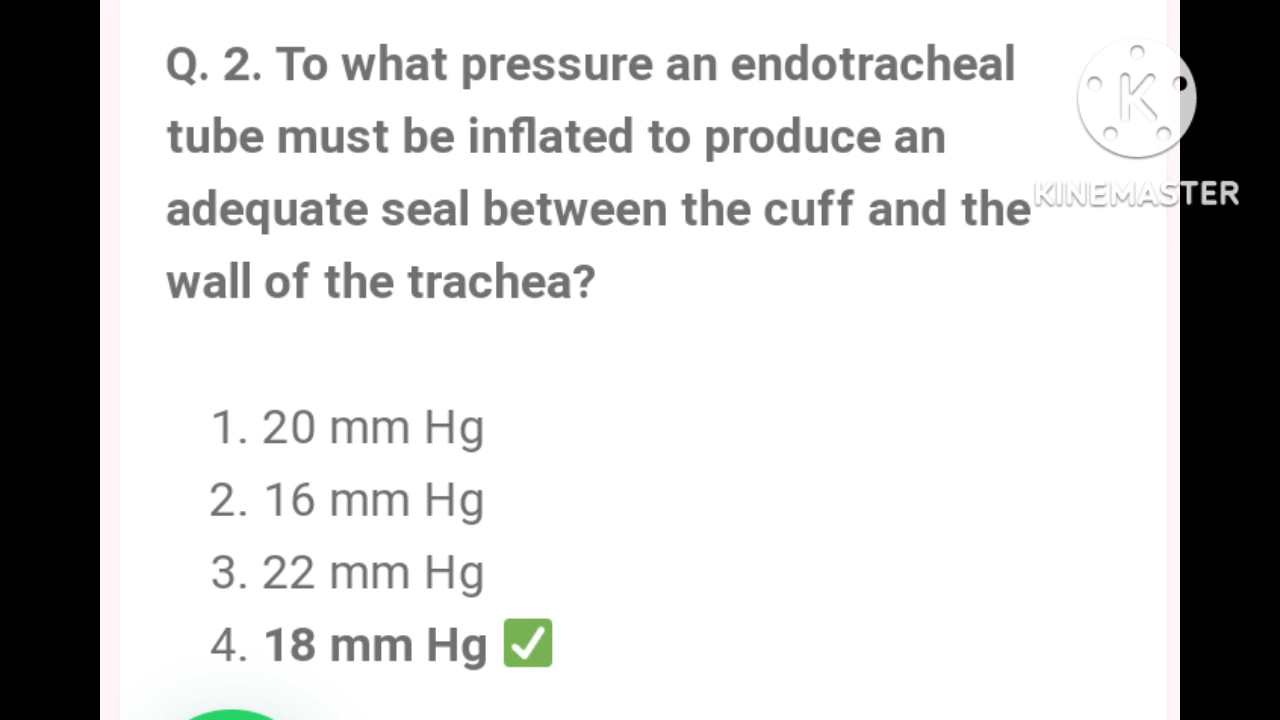 Q. 2. To what pressure an endotracheal
tube must be inflated to produce an
adequate seal between the cuff and the
wall of the trachea?
K
KINEMASTER
1. 20 mm Hg
2. 16 mm Hg
3. 22 mm Hg
4. 18 mm Hg ✅